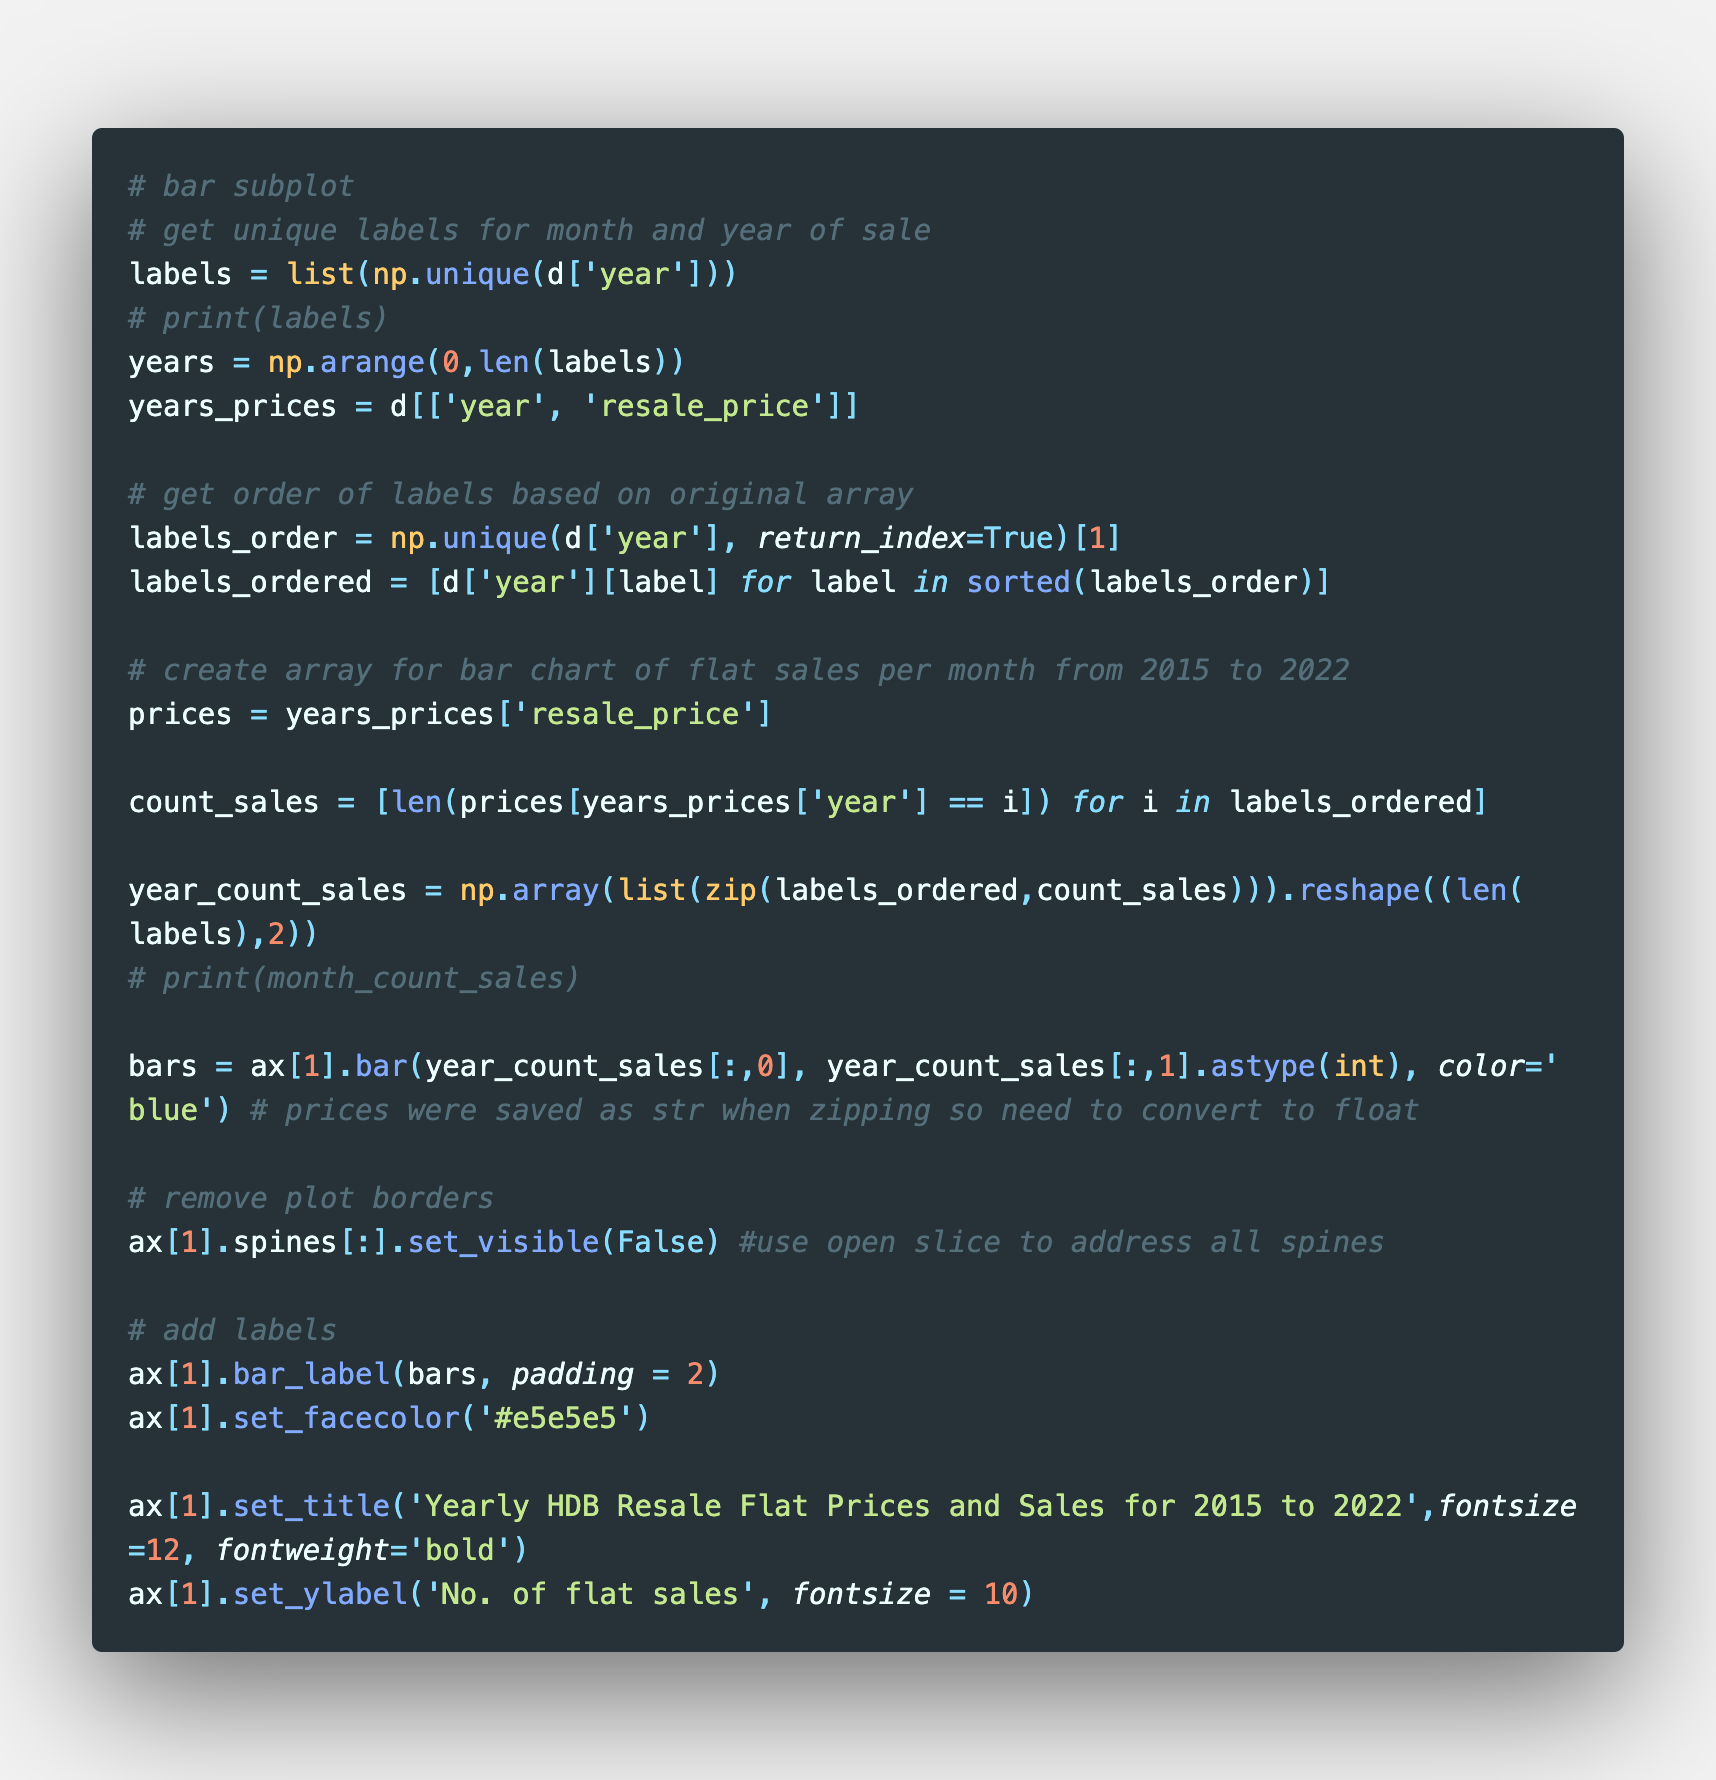 # bar subplot
# get unique labels for month and year of sale
labels = list(np.unique(d['year']))
# print(labels)
years = np.arange(0,len(labels))
years_prices = d[['year', 'resale_price']]
# get order of labels based on original array
labels_order = np.unique(d['year'], return_index=True)[1]
labels_ordered = [d['year'][label] for label in sorted(labels_order)]
# create array for bar chart of flat sales per month from 2015 to 2022
prices = years_prices['resale_price']
count_sales = [len(prices[years_prices['year'] == i]) for i in labels_ordered]
year_count_sales = np.array(list(zip(labels_ordered,count_sales))).reshape((len(
labels),2))
# print(month_count_sales)
bars = ax[1].bar(year_count_sales[:,0], year_count_sales[:,1].astype(int), color='
blue') # prices were saved as str when zipping so need to convert to float
# remove plot borders
ax[1].spines[:].set_visible(False) #use open slice to address all spines
# add labels
ax[1].bar_label(bars, padding = 2)
ax[1].set_facecolor('#e5e5e5')
ax[1].set_title('Yearly HDB Resale Flat Prices and Sales for 2015 to 2022',fontsize
=12, fontweight='bold')
ax[1].set_ylabel('No. of flat sales', fontsize = 10)